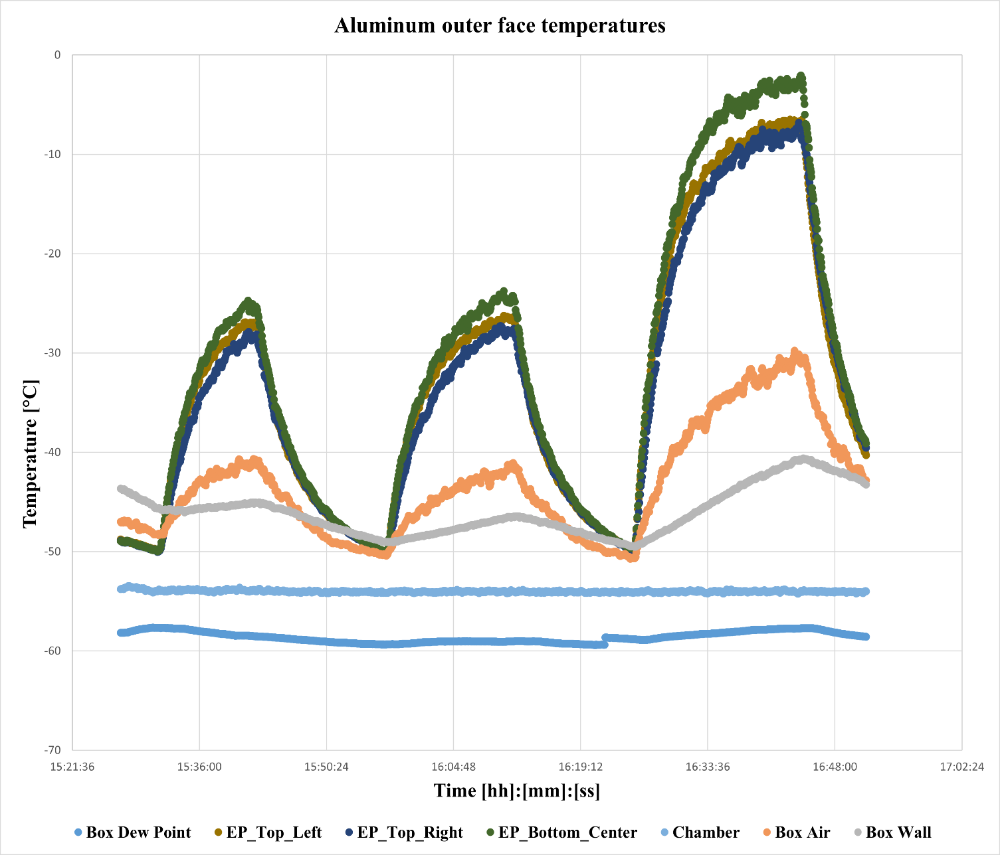 Aluminum outer face temperatures
0
-10
-20
-30
-40
-50
-60
-70
Temperature [°C]
15:21:36 15:36:00 15:50:24 16:04:48 16:19:12 16:33:36 16:48:00 17:02:24
Time [hh]:[mm]:[ss]
Box Dew Point EP_Top_Left EP_Top_Right EP_Bottom_Center Chamber Box Air Box Wall